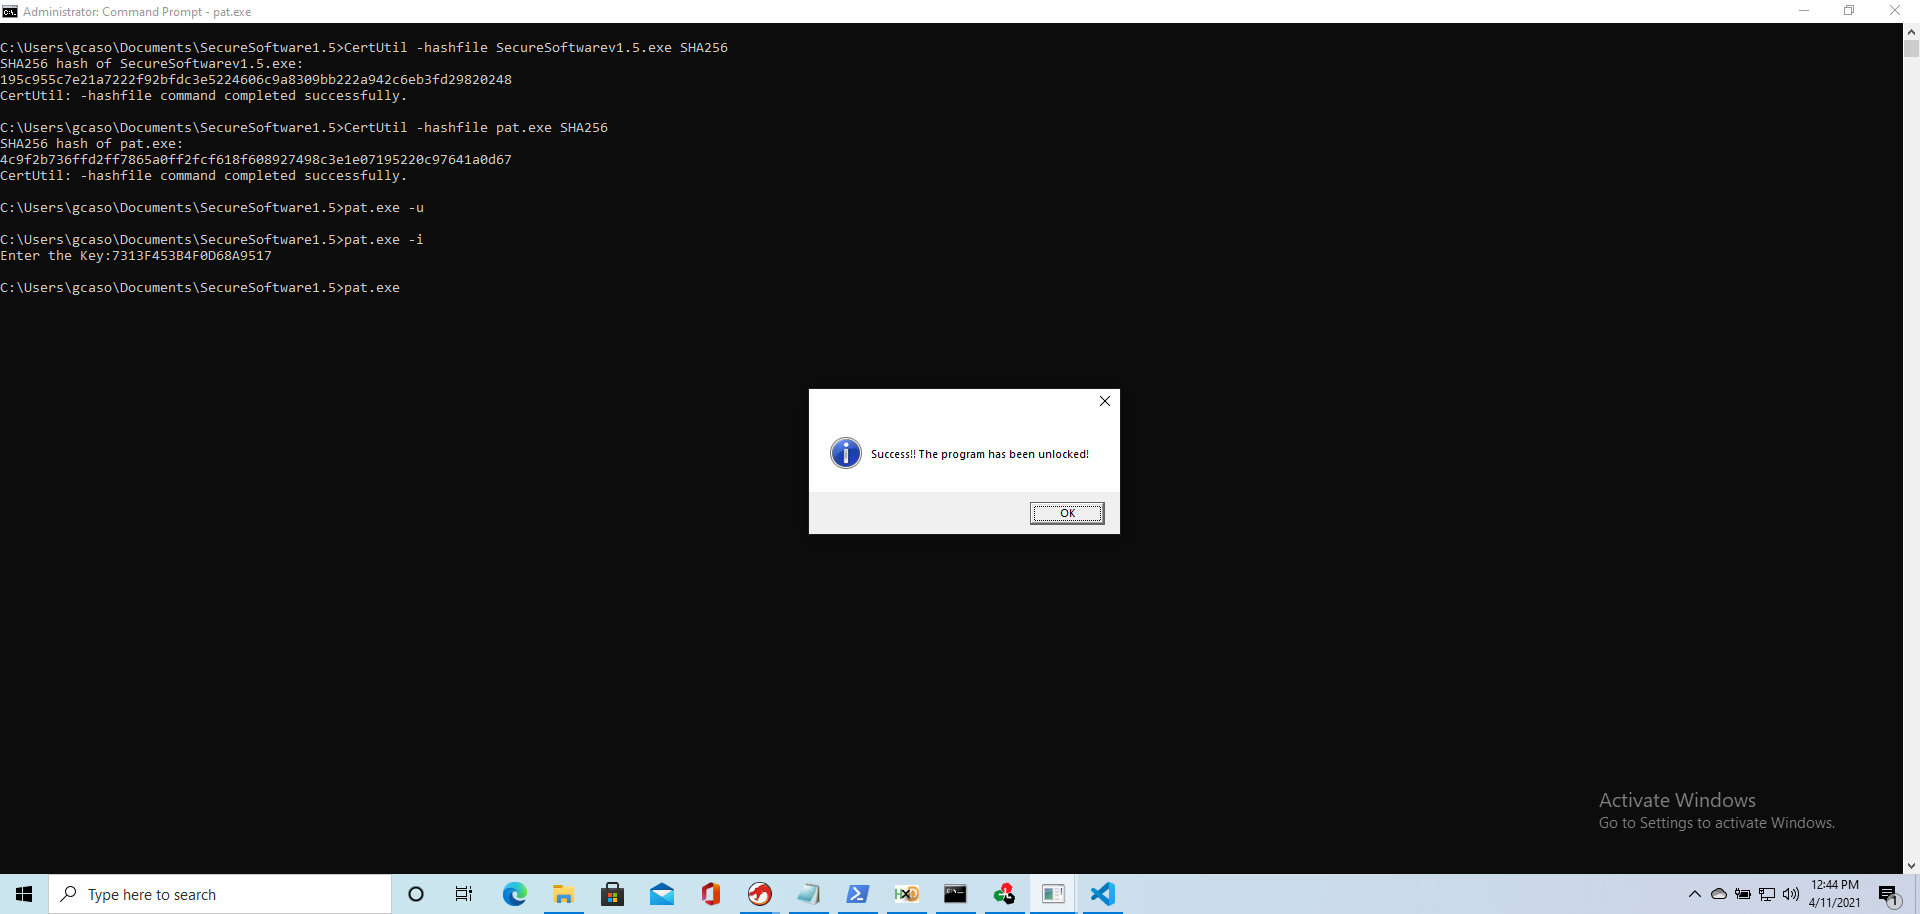 Administrator: Command Prompt - pat.exe
C:\Users\gcaso\Documents\SecureSoftware1.5>CertUtil -hashfile SecureSoftwarev1.5.exe SHA256
SHA256 hash of SecureSoftwarev1.5.exe:
195c955c7e21a7222f92bfdc3e5224606c9a8309bb222a942c6eb3fd29820248
CertUtil: -hashfile command completed successfully.
C:\Users\gcaso\Documents\SecureSoftware1.5>CertUtil -hashfile pat.exe SHA256
SHA256 hash of pat.exe:
4c9f2b736ffd2ff7865a0ff2fcf618f608927498c3e1e07195220c97641a0d67
CertUtil: -hashfile command completed successfully.
C:\Users\gcaso\Documents\SecureSoftware1.5>pat.exe -u
C:\Users\gcaso\Documents\SecureSoftware1.5>pat.exe -i
Enter the Key:7313F453B4F0D68A9517
C:\Users\gcaso\Documents\SecureSoftware1.5>pat.exe
Success!! The program has been unlocked!
OK
Activate Windows
Go to Settings to activate Windows.
Type here to search
12:44 PM
4/11/2021
1